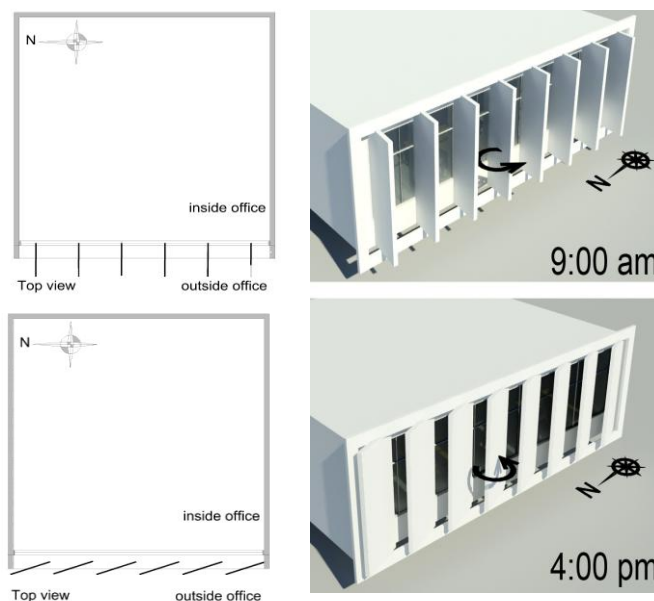 N
inside office
Top view
outside office
N
9:00 am
N
inside office
Top view
outside office
N
4:00 pm